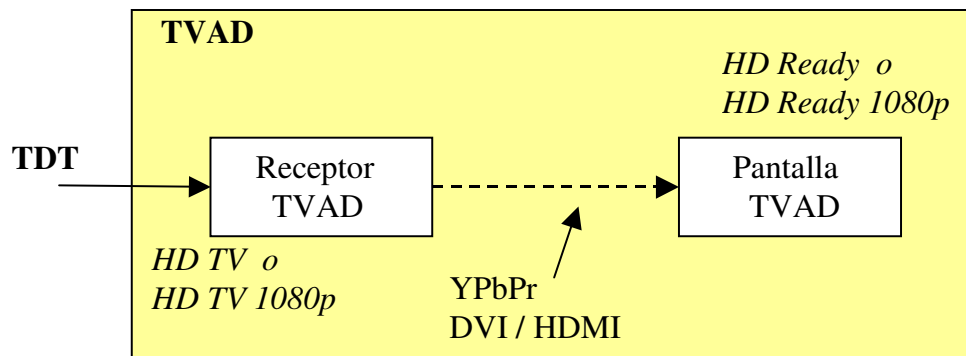 TVAD
HD Ready o
HD Ready 1080p
TDT
Receptor
TVAD
Pantalla
TVAD
HD TV o
HD TV 1080p
YPbPr
DVI / HDMI